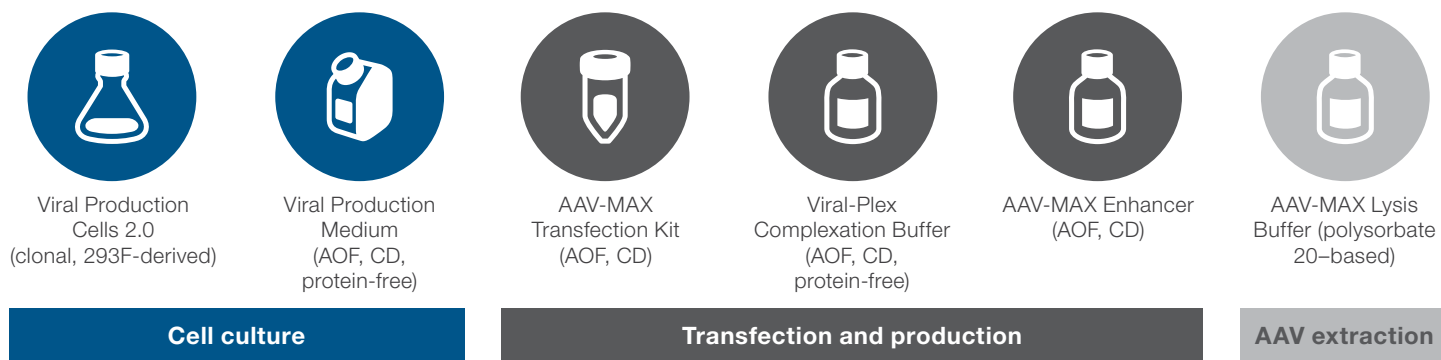 Viral Production
Cells 2.0
(clonal, 293F-derived)
Viral Production
Medium
(AOF, CD,
protein-free)
AAV-MAX
Transfection Kit
(AOF, CD)
Viral-Plex
Complexation Buffer
(AOF, CD,
protein-free)
AAV-MAX Enhancer
(AOF, CD)
AAV-MAX Lysis
Buffer (polysorbate
20–based)
Cell culture
Transfection and production
AAV extraction